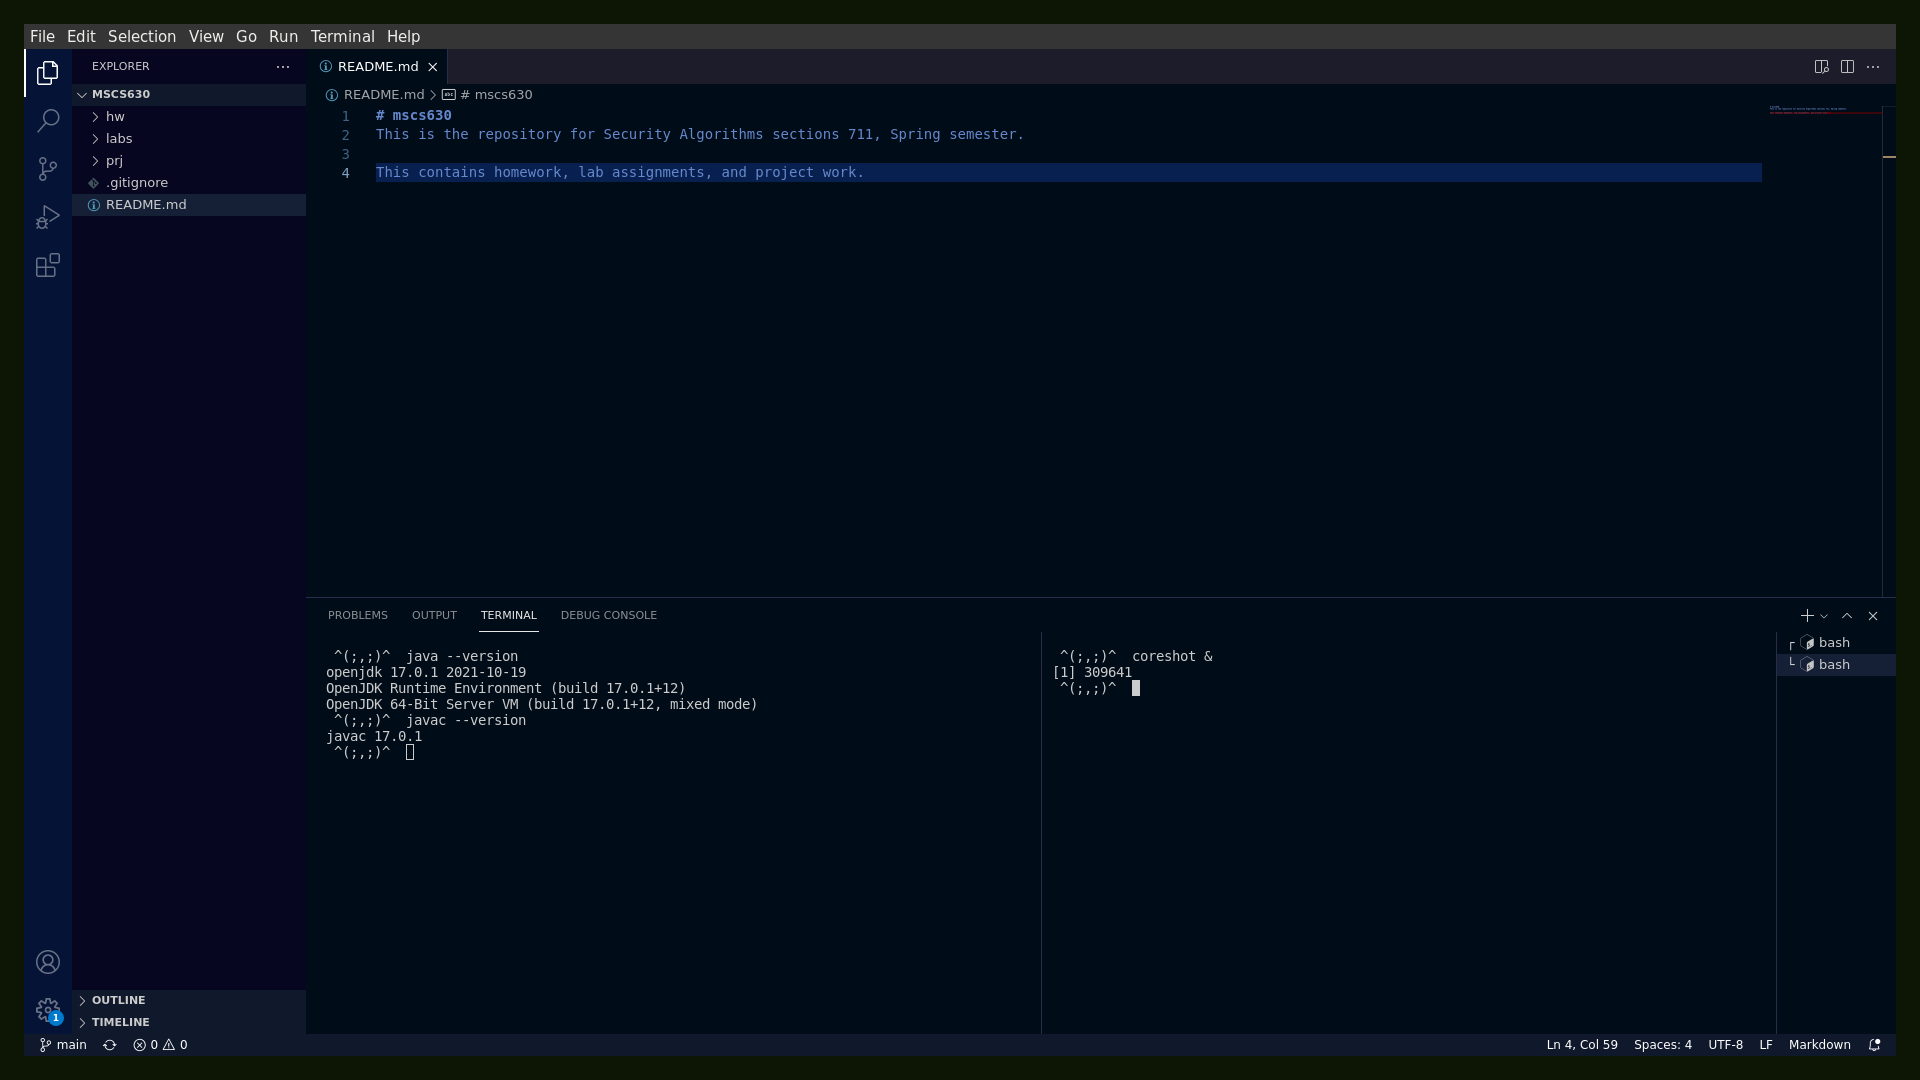 File Edit Selection View Go Run Terminal Help
EXPLORER
MSCS630
hw
labs
prj
.gitignore
README.md
OUTLINE
TIMELINE
README.md
README.md > # mscs630
1 # mscs630
2 This is the repository for Security Algorithms sections 711, Spring semester.
3
4 This contains homework, lab assignments, and project work.
PROBLEMS OUTPUT TERMINAL DEBUG CONSOLE
^(;,;)^ java --version
openjdk 17.0.1 2021-10-19
OpenJDK Runtime Environment (build 17.0.1+12)
OpenJDK 64-Bit Server VM (build 17.0.1+12, mixed mode)
^(;,;)^ javac --version
javac 17.0.1
^(;,;)^
^(;,;)^ coreshot &
[1] 309641
^(;,;)^
bash
bash
1
main 0 0 Ln 4, Col 59 Spaces: 4 UTF-8 LF Markdown